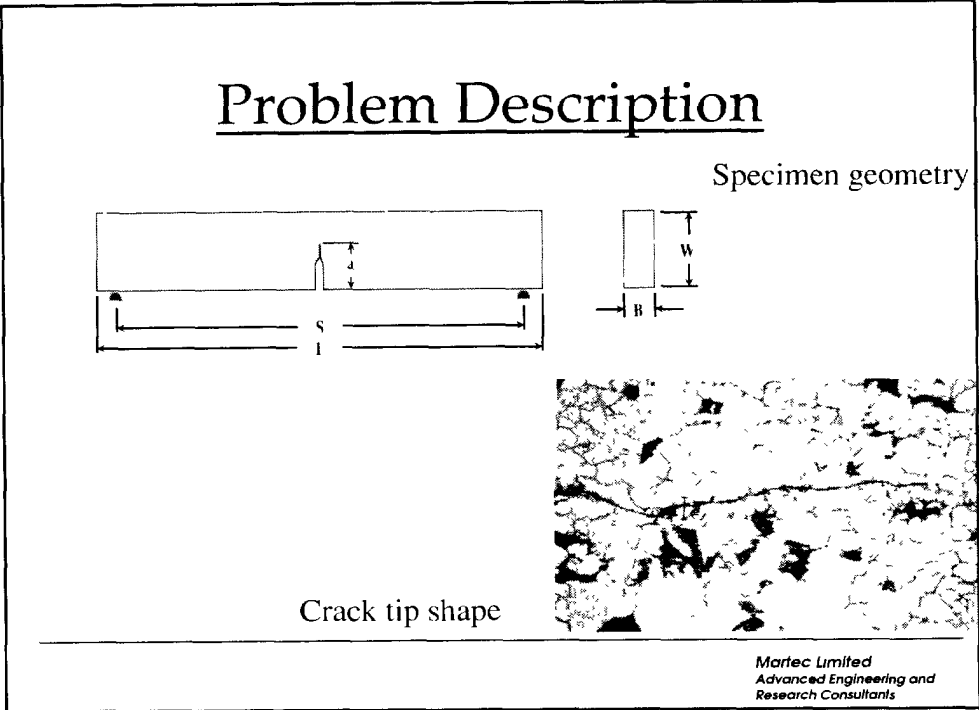 Problem Description
Specimen geometry
W
B
S
Crack tip shape
Martec Limited
Advanced Engineering and
Research Consultants